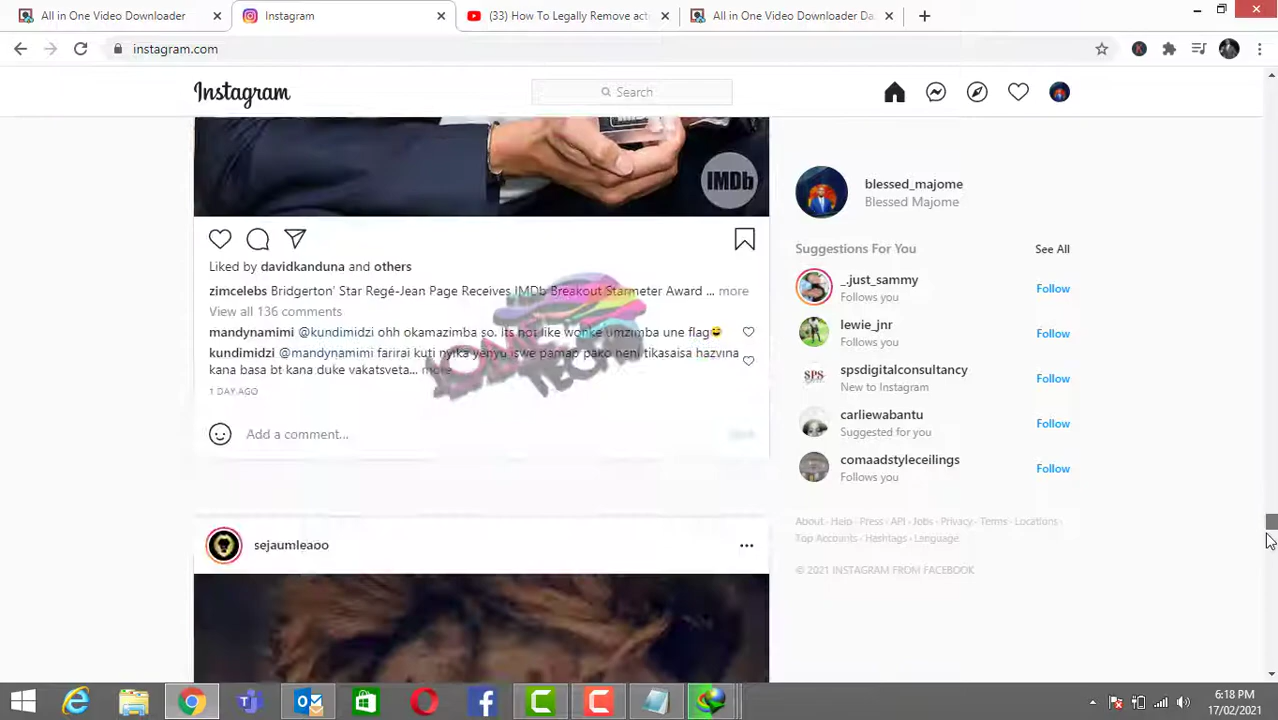 All in One Video Downloader
Instagram
(33) How To Legally Remove act
All in One Video Downloader Da
instagram.com
Instagram
Search
IMDb
blessed_majome
Blessed Majome
Liked by davidkanduna and others
Suggestions For You
See All
zimcelebs Bridgerton' Star Regé-Jean Page Receives IMDb Breakout Starmeter Award ... more
_.just_sammy
Follows you
Follow
View all 136 comments
mandynamimi @kundimidzi ohh okamazimba so. Its not like wonke umzimba une flag😄
lewie_jnr
Follows you
Follow
kundimidzi @mandynamimi farirai kuti nyika yenyu iswe pamap pako neni tikasaisa hazvina
kana basa bt kana duke vakatsveta... more
spsdigitalconsultancy
New to Instagram
Follow
SPS
1 DAY AGO
carliewabantu
Suggested for you
Follow
Add a comment...
comaadstyleceilings
Follows you
Follow
About · Help · Press · API · Jobs · Privacy · Terms · Locations ·
Top Accounts · Hashtags · Language
sejaumleaoo
© 2021 INSTAGRAM FROM FACEBOOK
6:18 PM
17/02/2021